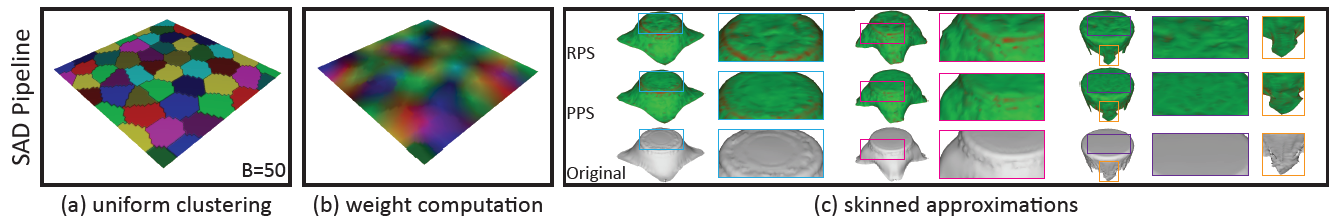 SAD Pipeline
B=50
RPS
PPS
Original
(a) uniform clustering
(b) weight computation
(c) skinned approximations